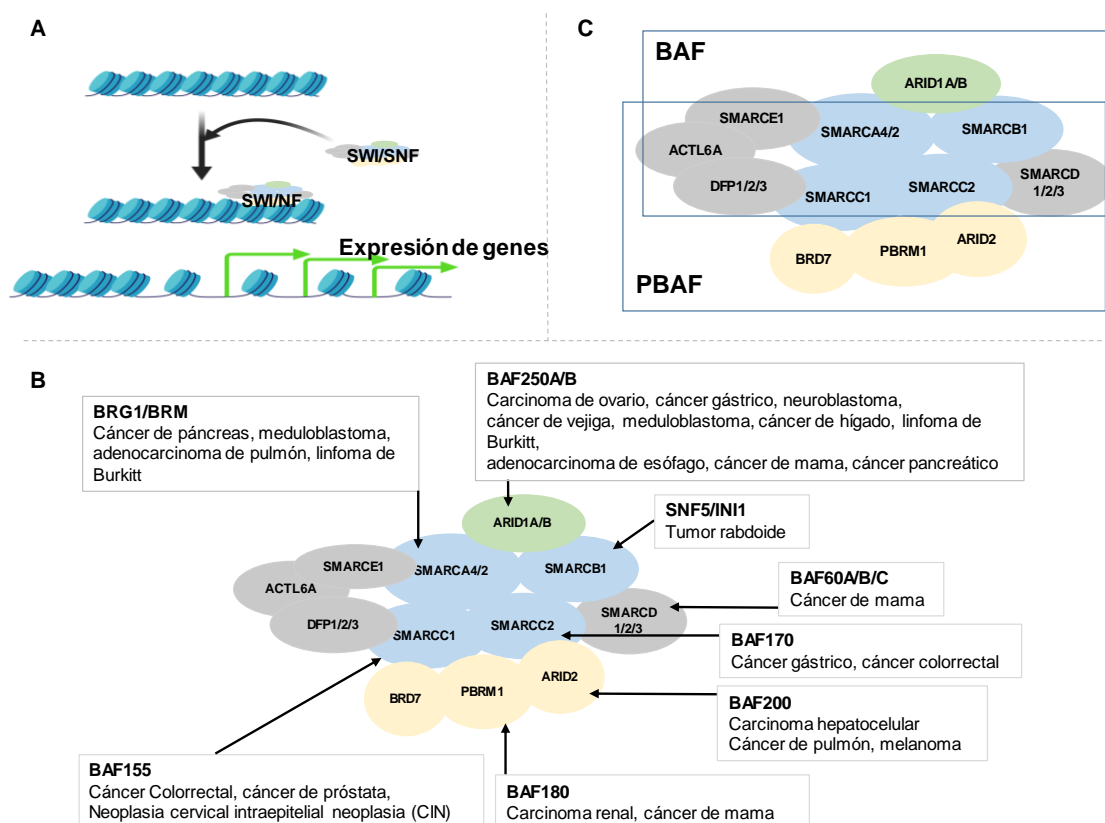 A
SWI/SNF
SWI/NF
Expresión de genes
C
BAF
ARID1A/B
SMARCE1
SMARCA4/2
SMARCB1
ACTL6A
DFP1/2/3
SMARCC1
SMARCC2
SMARCD
1/2/3
BRD7
PBRM1
ARID2
PBAF
B
BRG1/BRM
Cáncer de páncreas, meduloblastoma,
adenocarcinoma de pulmón, linfoma de
Burkitt
BAF250A/B
Carcinoma de ovario, cáncer gástrico, neuroblastoma,
cáncer de vejiga, meduloblastoma, cáncer de hígado, linfoma de
Burkitt,
adenocarcinoma de esófago, cáncer de mama, cáncer pancreático
SNF5/INI1
Tumor rabdoide
BAF60A/B/C
Cáncer de mama
BAF170
Cáncer gástrico, cáncer colorrectal
BAF200
Carcinoma hepatocelular
Cáncer de pulmón, melanoma
ARID1A/B
SMARCE1
SMARCA4/2
SMARCB1
ACTL6A
DFP1/2/3
SMARCC1
SMARCC2
SMARCD
1/2/3
BRD7
PBRM1
ARID2
BAF155
Cáncer Colorrectal, cáncer de próstata,
Neoplasia cervical intraepitelial neoplasia (CIN)
BAF180
Carcinoma renal, cáncer de mama